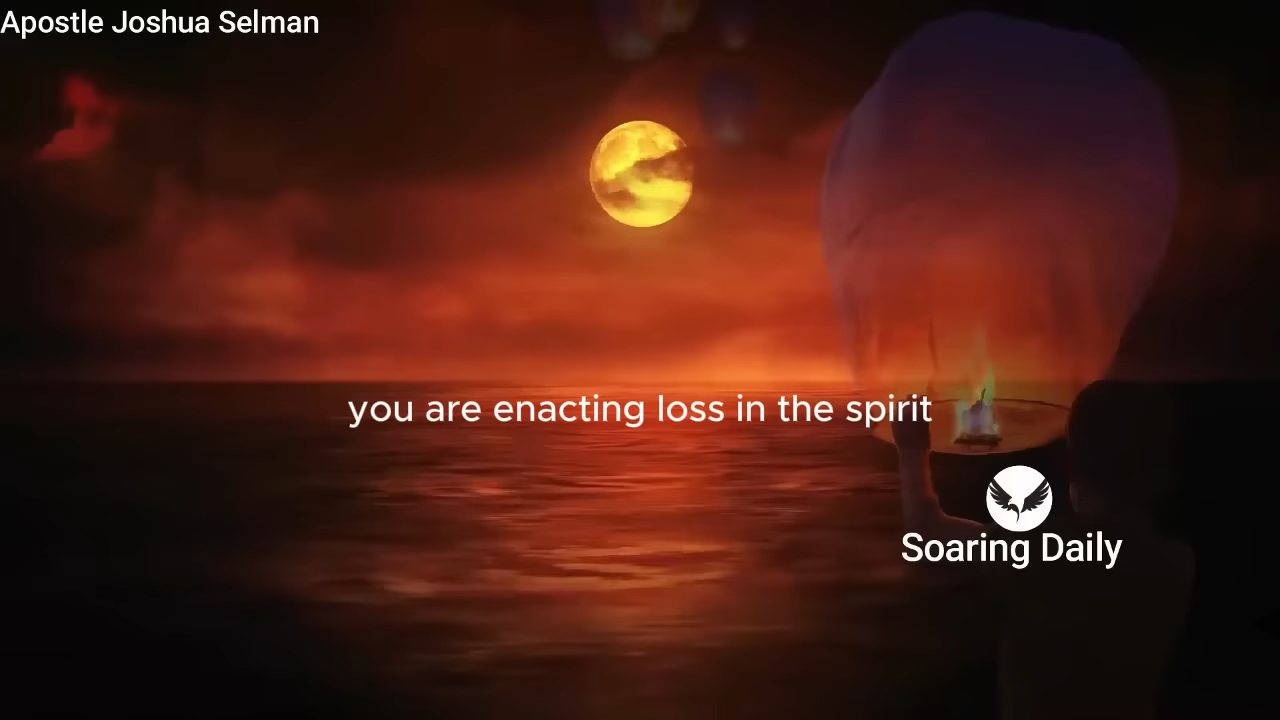 Apostle Joshua Selman
you are enacting loss in the spirit
Soaring Daily